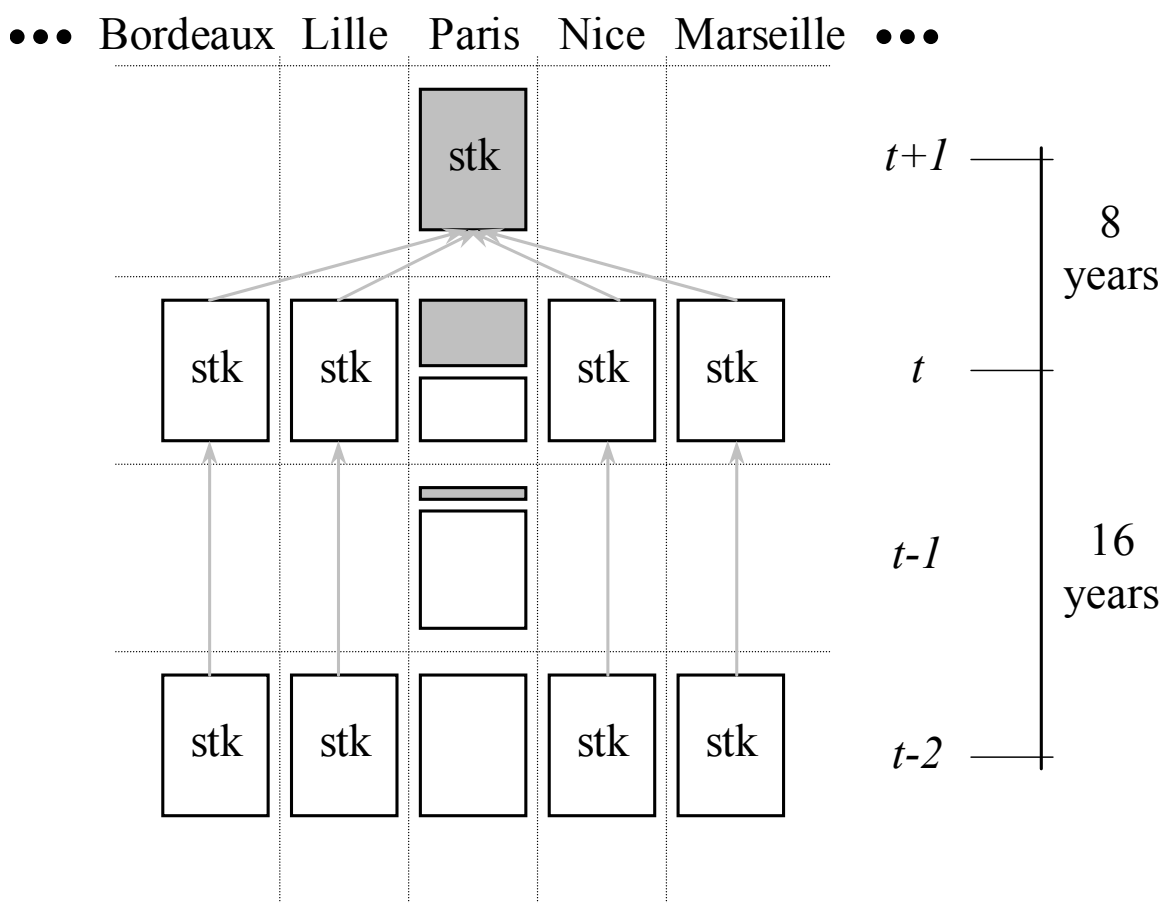 ••• Bordeaux Lille Paris Nice Marseille •••
stk
t+1
8
years
stk stk stk stk
t
t-1
16
years
stk stk stk stk
t-2